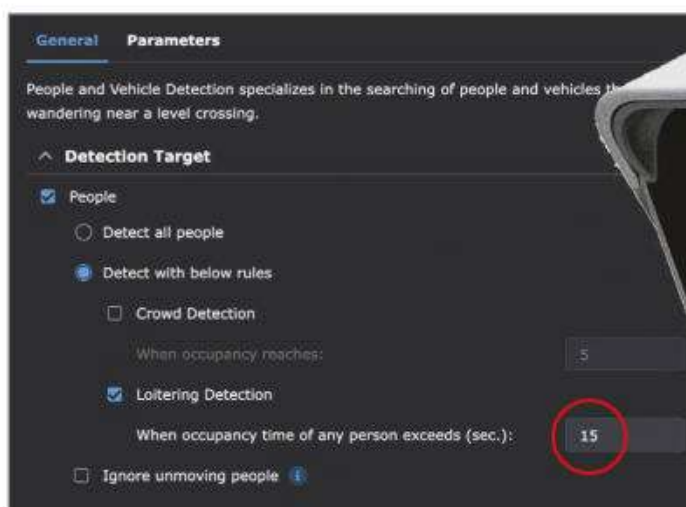 General Parameters
People and Vehicle Detection specializes in the searching of people and vehicles
wandering near a level crossing.
Detection Target
People
Detect all people
Detect with below rules
Crowd Detection
When occupancy reaches: 5
Loitering Detection
When occupancy time of any person exceeds (sec.): 15
Ignore unmoving people